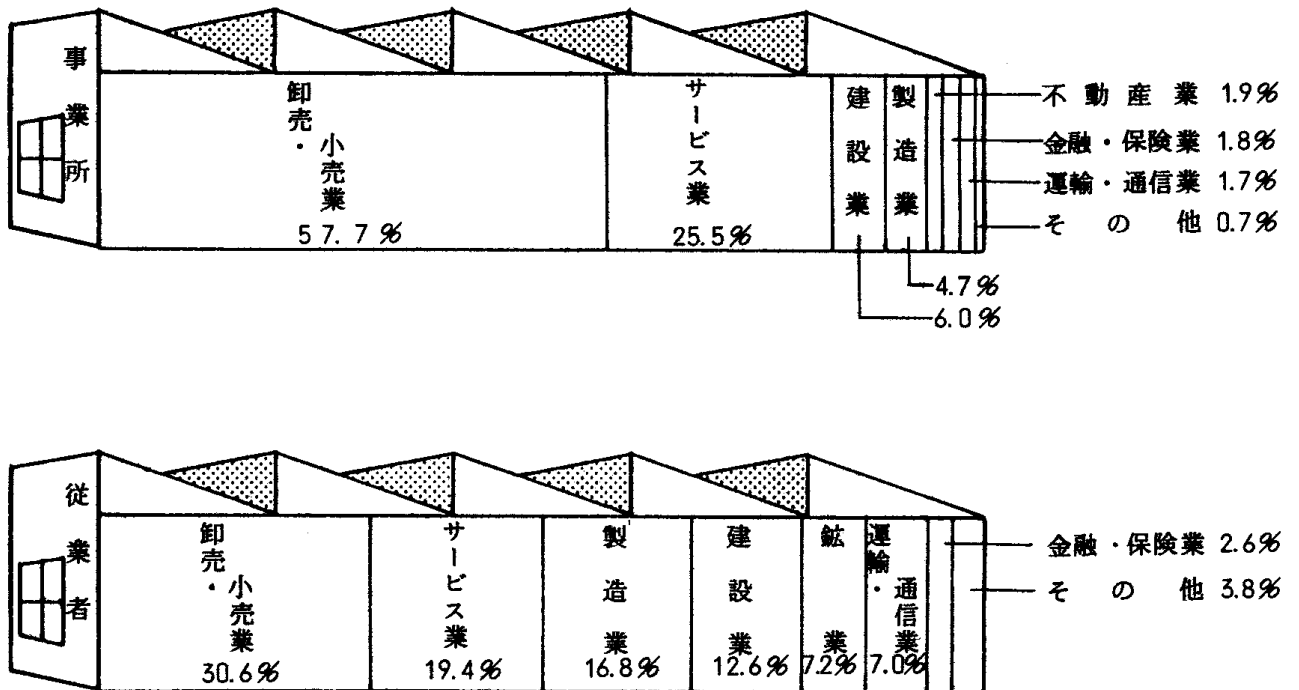 事業所
卸売・小売業
57.7%
サービス業
25.5%
建設業
6.0%
製造業
4.7%
不動産業 1.9%
金融・保険業 1.8%
運輸・通信業 1.7%
その他 0.7%
従業者
卸売・小売業
30.6%
サービス業
19.4%
製造業
16.8%
建設業
12.6%
鉱業
7.2%
運輸・通信業
7.0%
金融・保険業 2.6%
その他 3.8%